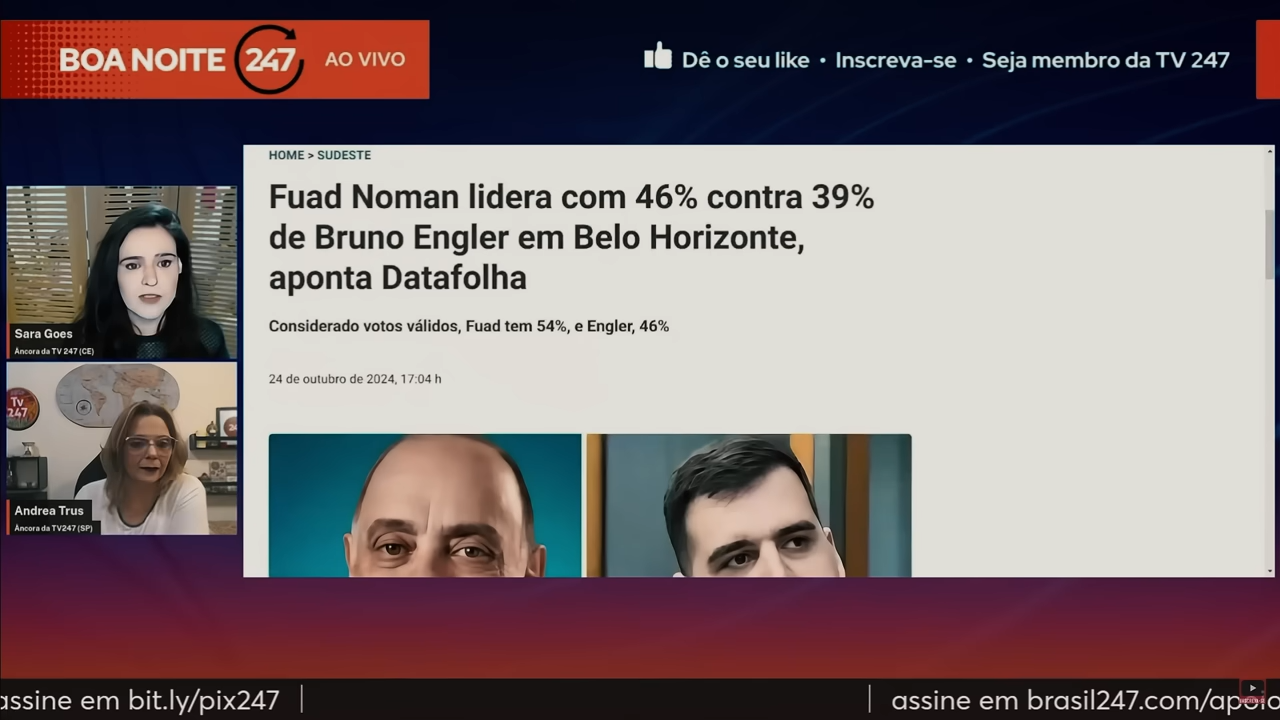 BOA NOITE 247 AO VIVO
Dê o seu like • Inscreva-se • Seja membro da TV 247
HOME > SUDESTE
Fuad Noman lidera com 46% contra 39%
de Bruno Engler em Belo Horizonte,
aponta Datafolha
Considerado votos válidos, Fuad tem 54%, e Engler, 46%
24 de outubro de 2024, 17:04 h
Sara Goes
Âncora da TV 247 (CE)
Tv
247
Andrea Trus
Âncora da TV247 (SP)
assine em bit.ly/pix247 |
| assine em brasil247.com/apoio